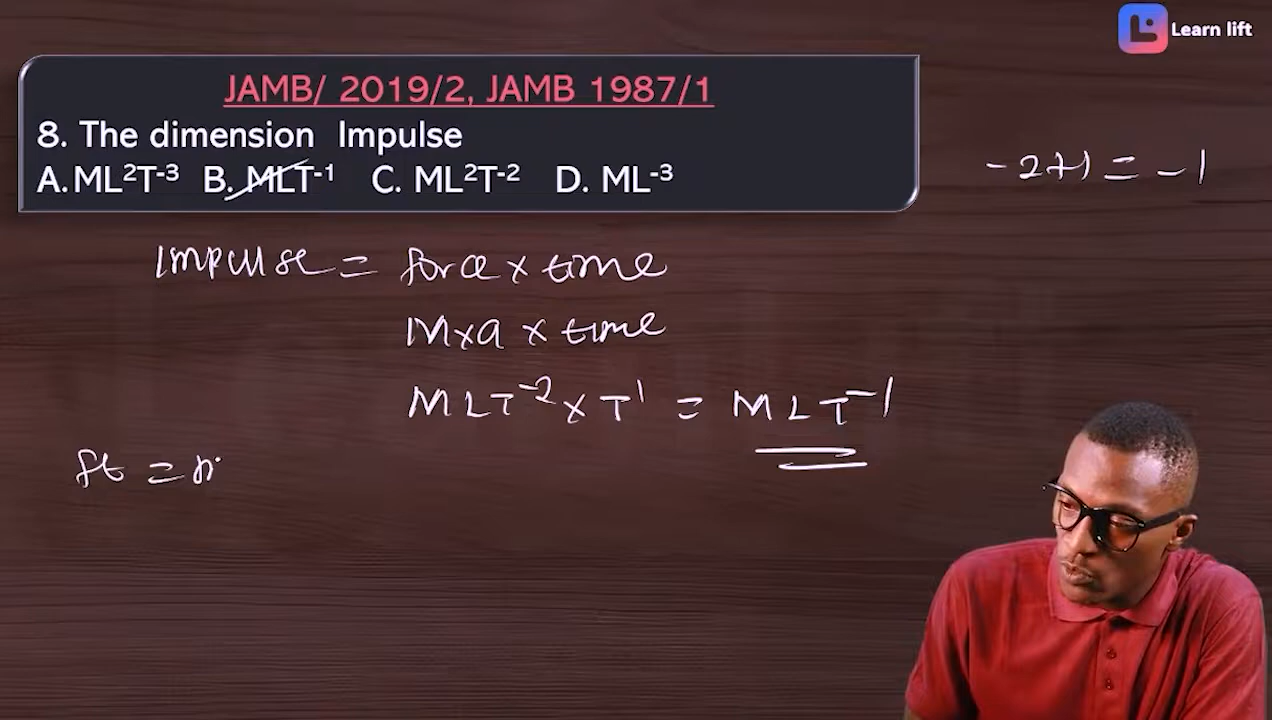 Learn lift
JAMB/ 2019/2, JAMB 1987/1
8. The dimension Impulse
A. ML²T⁻³ B. MLT⁻¹ C. ML²T⁻² D. ML⁻³
-2+1 = -1
Impulse = force x time
M x a x time
MLT⁻² x T¹ = MLT⁻¹
ft =